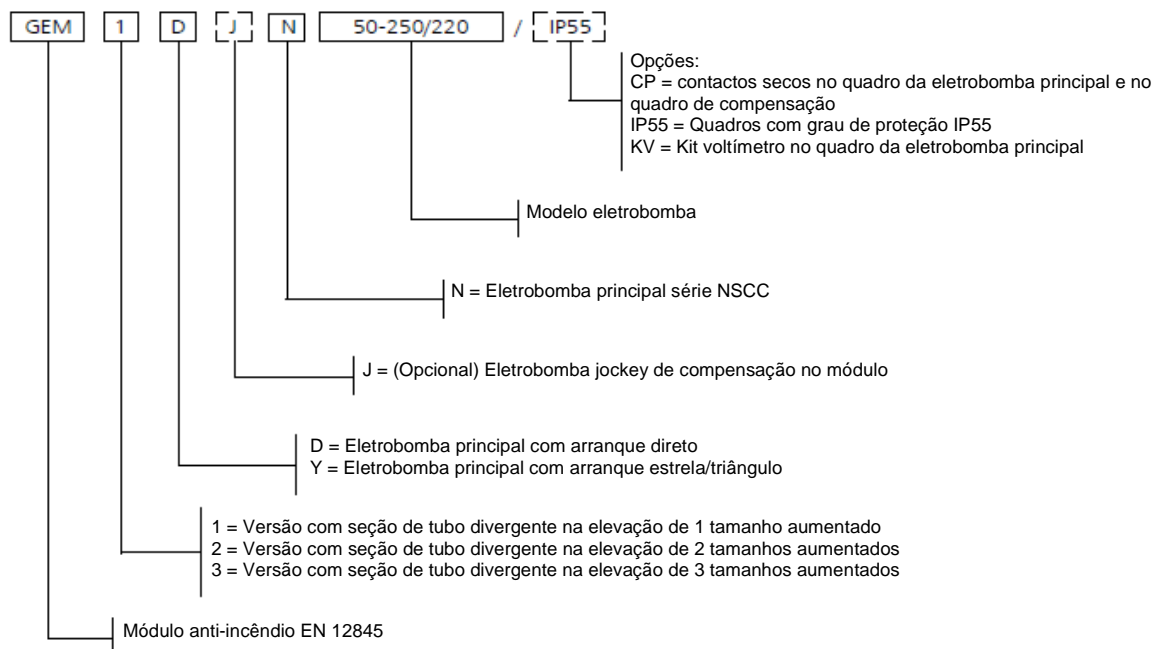 GEM 1 D J N 50-250/220 / IP55
Opções:
CP = contactos secos no quadro da eletrobomba principal e no
quadro de compensação
IP55 = Quadros com grau de proteção IP55
KV = Kit voltímetro no quadro da eletrobomba principal
Modelo eletrobomba
N = Eletrobomba principal série NSCC
J = (Opcional) Eletrobomba jockey de compensação no módulo
D = Eletrobomba principal com arranque direto
Y = Eletrobomba principal com arranque estrela/triângulo
1 = Versão com seção de tubo divergente na elevação de 1 tamanho aumentado
2 = Versão com seção de tubo divergente na elevação de 2 tamanhos aumentados
3 = Versão com seção de tubo divergente na elevação de 3 tamanhos aumentados
Módulo anti-incêndio EN 12845